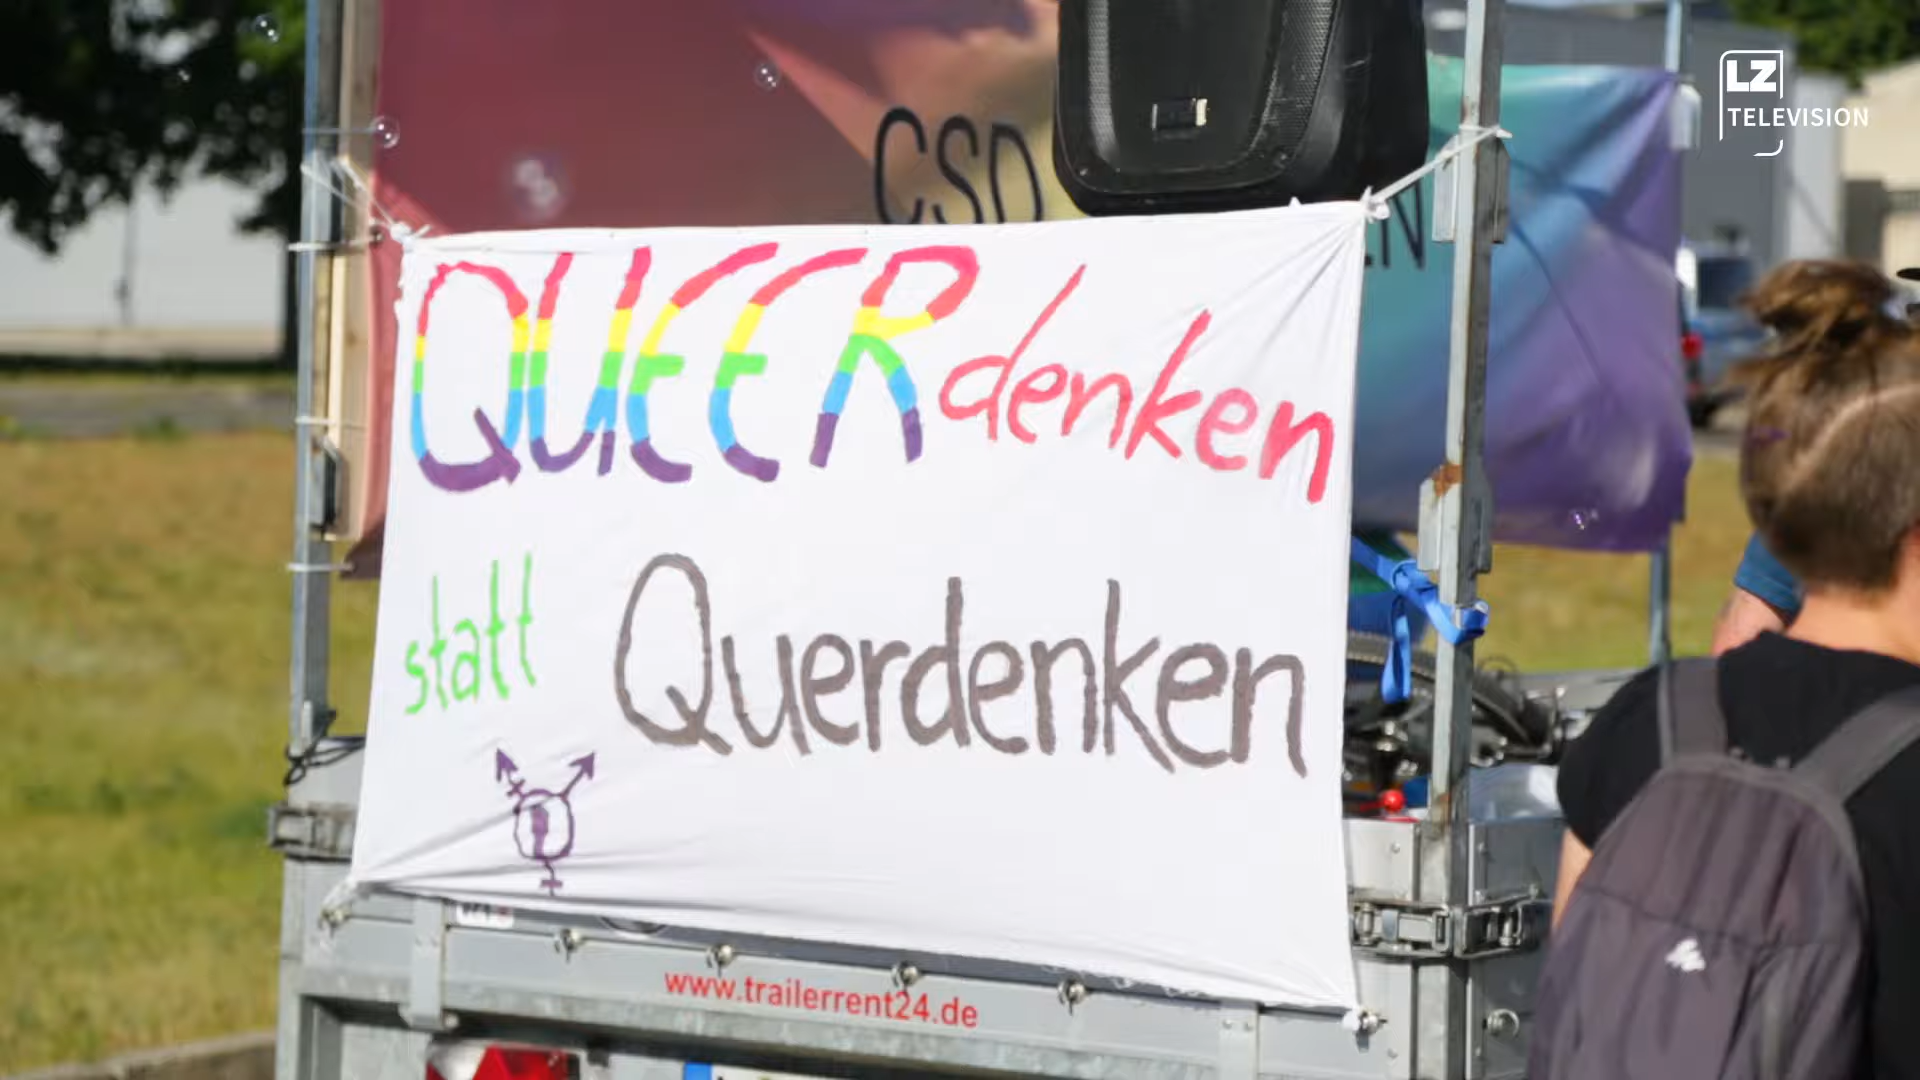 LZ
TELEVISION
CSD
QUEERdenken
statt Querdenken
www.trailerrent24.de